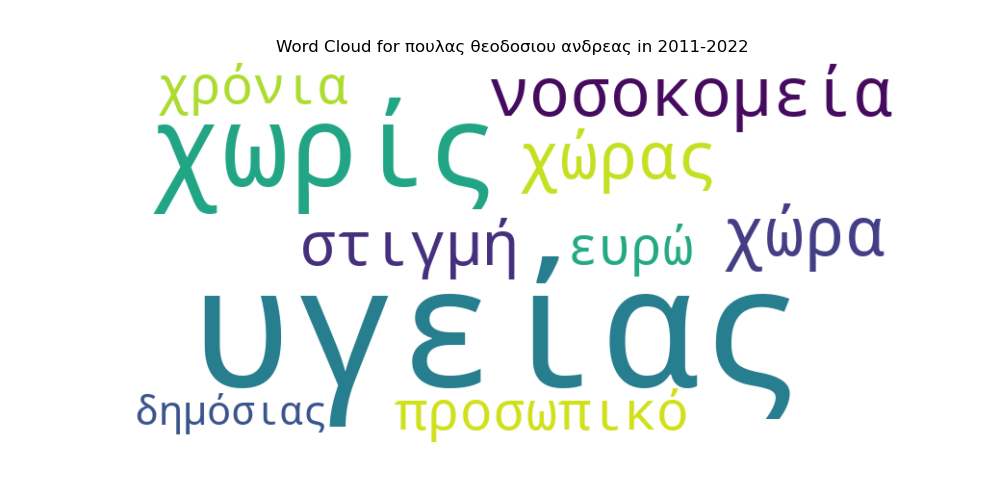 Word Cloud for πουλας θεοδοσιου ανδρεας in 2011-2022
χρόνια νοσοκομεία
χωρίς χώρας
στιγμή ευρώ χώρα
υγείας
δημόσιας προσωπικό